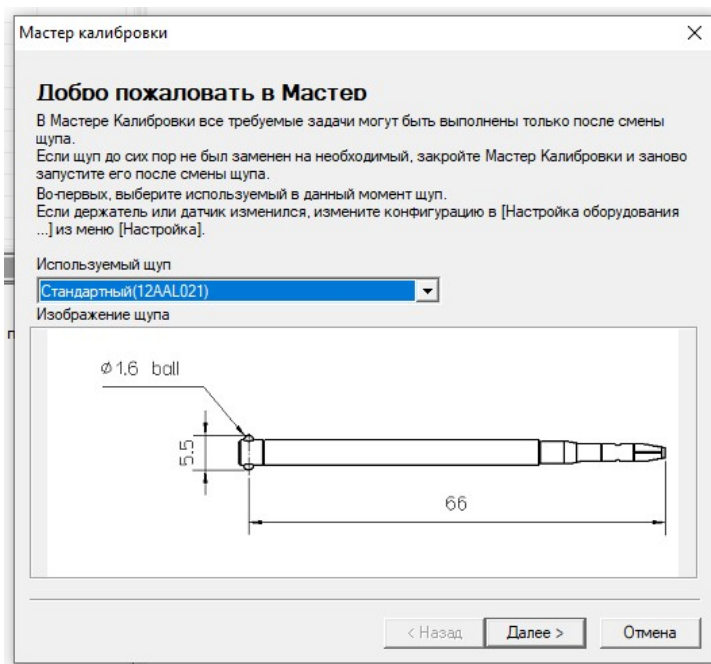 Мастер калибровки
Добро пожаловать в Мастер
В Мастере Калибровки все требуемые задачи могут быть выполнены только после смены
щупа.
Если щуп до сих пор не был заменен на необходимый, закройте Мастер Калибровки и заново
запустите его после смены щупа.
Во-первых, выберите используемый в данный момент щуп.
Если держатель или датчик изменился, измените конфигурацию в [Настройка оборудования
...] из меню [Настройка].
Используемый щуп
Стандартный(12AAL021)
Изображение щупа
п
⌀1.6 ball
5.5
66
< Назад
Далее >
Отмена